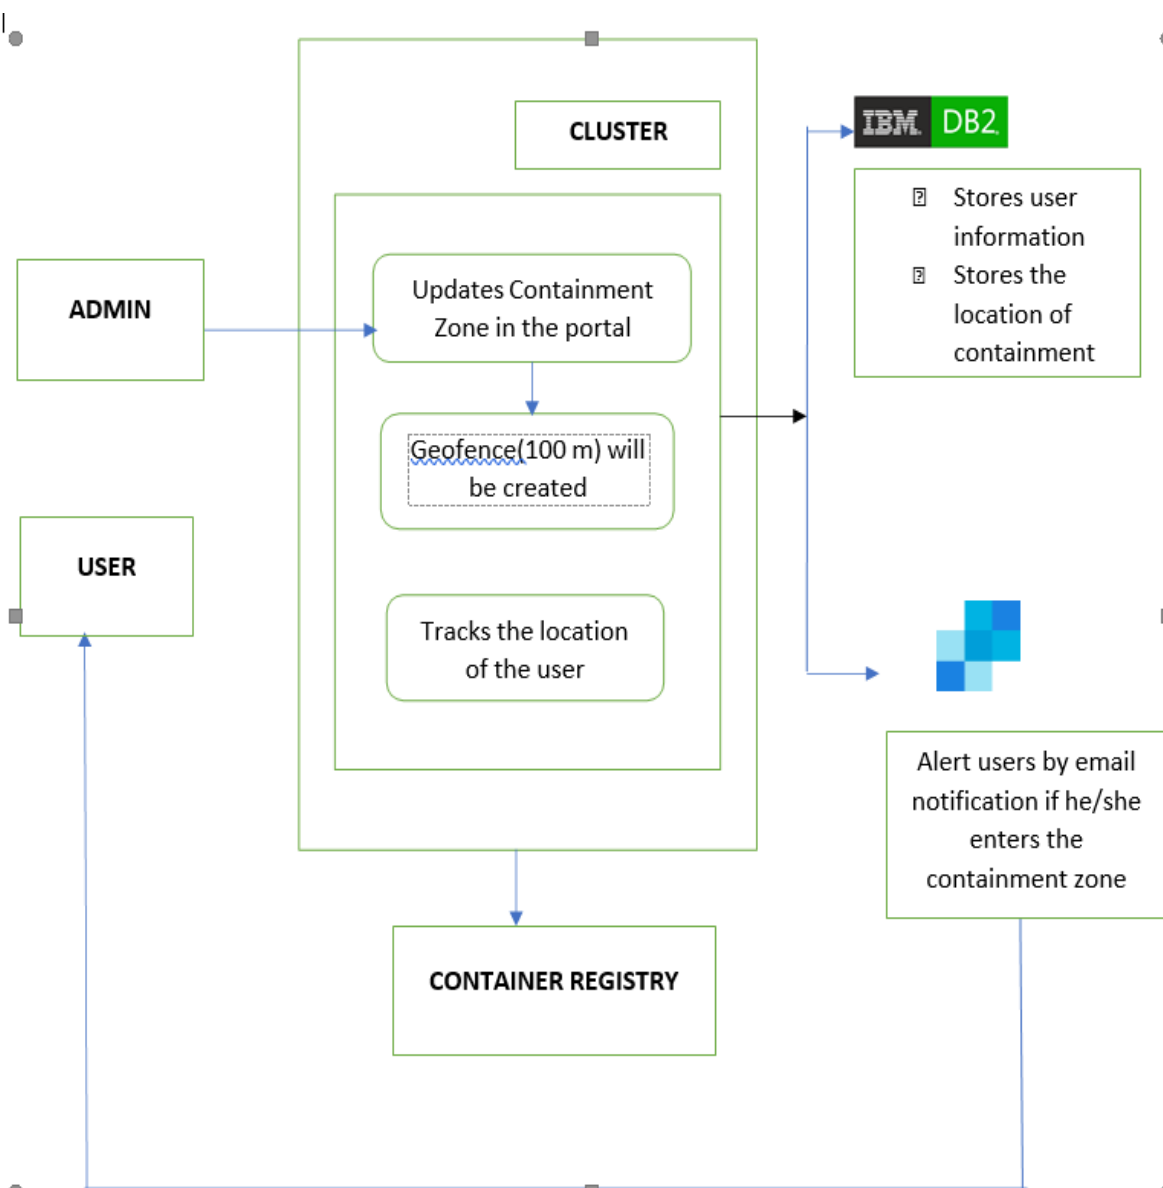 CLUSTER
IBM DB2
Stores user
information
Stores the
location of
containment
ADMIN
Updates Containment
Zone in the portal
Geofence(100 m) will
be created
USER
Tracks the location
of the user
Alert users by email
notification if he/she
enters the
containment zone
CONTAINER REGISTRY